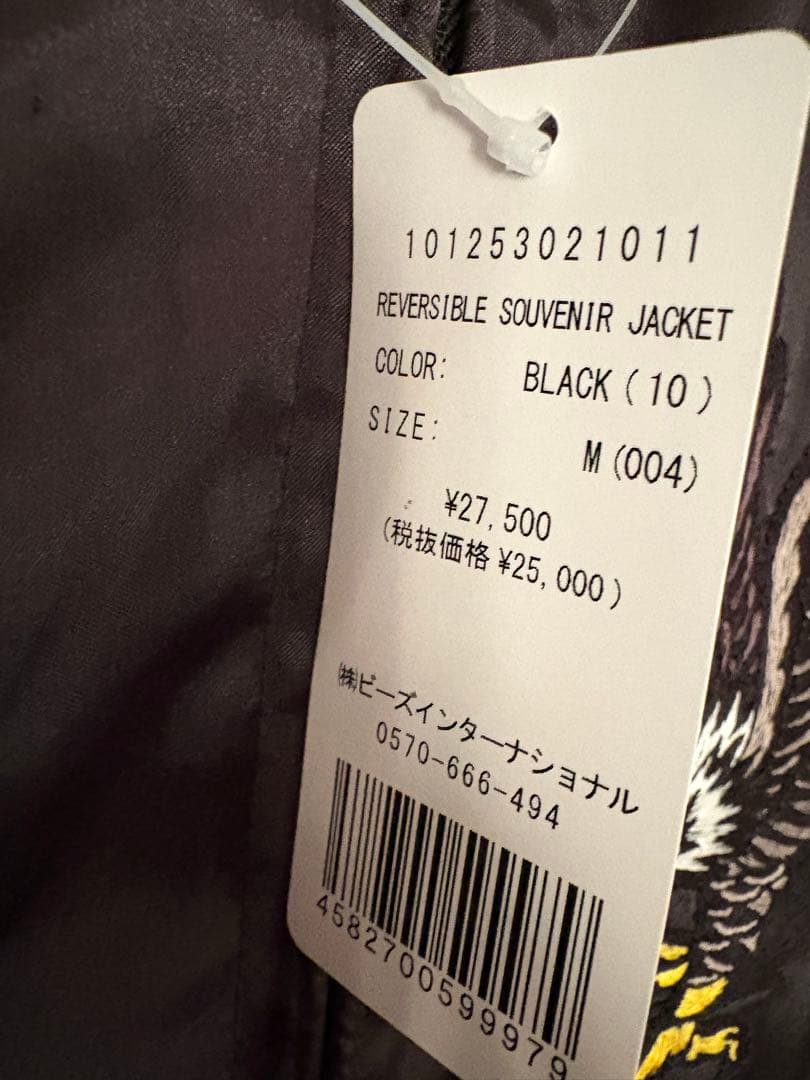 101253021011
REVERSIBLE SOUVENIR JACKET
COLOR: BLACK(10)
SIZE: M(004)
¥27,500
(税抜価格¥25,000)
㈱ビーズインターナショナル
0570-666-494
4582700599979